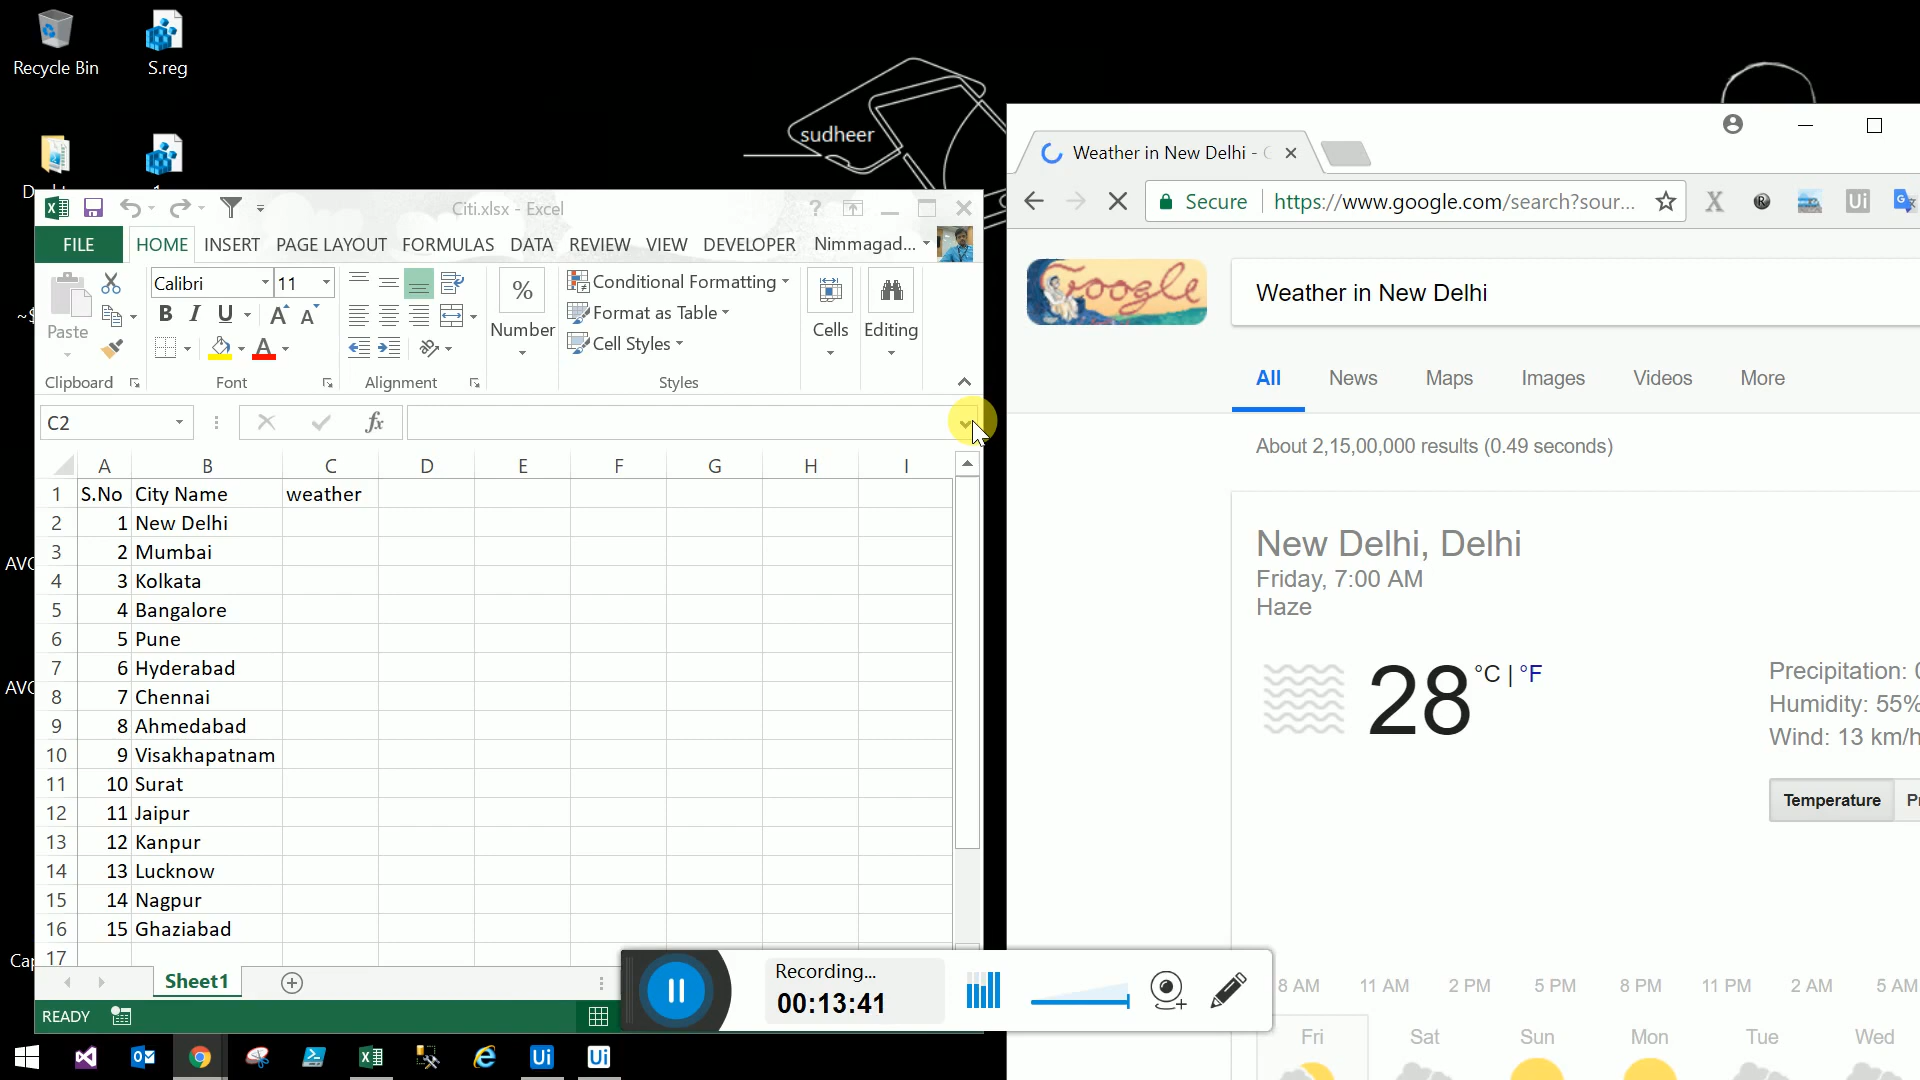 Recycle Bin
S.reg
sudheer
Citi.xlsx - Excel
FILE HOME INSERT PAGE LAYOUT FORMULAS DATA REVIEW VIEW DEVELOPER Nimmagad...
Paste
Calibri 11
B I U A A
%
Number
Conditional Formatting
Format as Table
Cell Styles
Cells
Editing
Clipboard Font Alignment Styles
C2 fx
A B C D E F G H I
1 S.No City Name weather
2 1 New Delhi
3 2 Mumbai
4 3 Kolkata
5 4 Bangalore
6 5 Pune
7 6 Hyderabad
8 7 Chennai
9 8 Ahmedabad
10 9 Visakhapatnam
11 10 Surat
12 11 Jaipur
13 12 Kanpur
14 13 Lucknow
15 14 Nagpur
16 15 Ghaziabad
17
Sheet1
READY
Recording...
00:13:41
Weather in New Delhi -
Secure https://www.google.com/search?sour...
Google
Weather in New Delhi
All News Maps Images Videos More
About 2,15,00,000 results (0.49 seconds)
New Delhi, Delhi
Friday, 7:00 AM
Haze
28 °C | °F
Precipitation:
Humidity: 55%
Wind: 13 km/h
Temperature
8 AM 11 AM 2 PM 5 PM 8 PM 11 PM 2 AM 5 AM
Fri Sat Sun Mon Tue Wed
Ui Ui